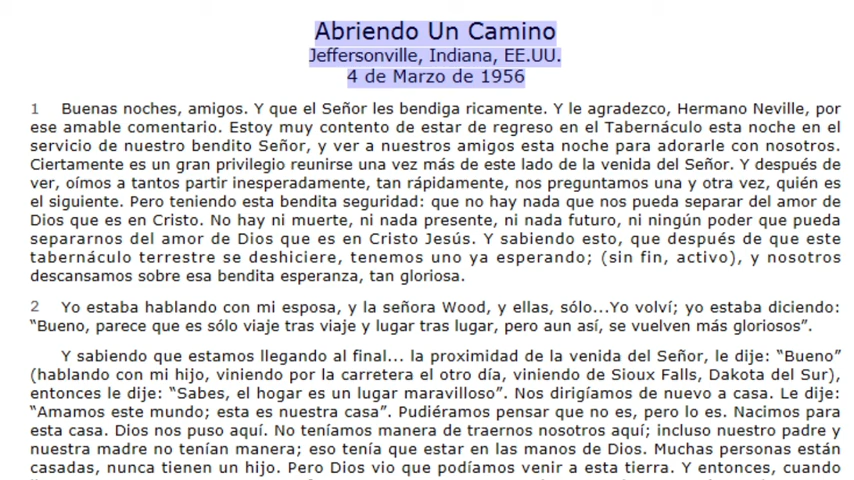 Abriendo Un Camino
Jeffersonville, Indiana, EE.UU.
4 de Marzo de 1956
1 Buenas noches, amigos. Y que el Señor les bendiga ricamente. Y le agradezco, Hermano Neville, por
ese amable comentario. Estoy muy contento de estar de regreso en el Tabernáculo esta noche en el
servicio de nuestro bendito Señor, y ver a nuestros amigos esta noche para adorarle con nosotros.
Ciertamente es un gran privilegio reunirse una vez más de este lado de la venida del Señor. Y después de
ver, oímos a tantos partir inesperadamente, tan rápidamente, nos preguntamos una y otra vez, quién es
el siguiente. Pero teniendo esta bendita seguridad: que no hay nada que nos pueda separar del amor de
Dios que es en Cristo. No hay ni muerte, ni nada presente, ni nada futuro, ni ningún poder que pueda
separarnos del amor de Dios que es en Cristo Jesús. Y sabiendo esto, que después de que este
tabernáculo terrestre se deshiciere, tenemos uno ya esperando; (sin fin, activo), y nosotros
descansamos sobre esa bendita esperanza, tan gloriosa.
2 Yo estaba hablando con mi esposa, y la señora Wood, y ellas, sólo...Yo volví; yo estaba diciendo:
“Bueno, parece que es sólo viaje tras viaje y lugar tras lugar, pero aun así, se vuelven más gloriosos”.
Y sabiendo que estamos llegando al final... la proximidad de la venida del Señor, le dije: “Bueno”
(hablando con mi hijo, viniendo por la carretera el otro día, viniendo de Sioux Falls, Dakota del Sur),
entonces le dije: “Sabes, el hogar es un lugar maravilloso”. Nos dirigíamos de nuevo a casa. Le dije:
“Amamos este mundo; esta es nuestra casa”. Pudiéramos pensar que no es, pero lo es. Nacimos para
esta casa. Dios nos puso aquí. No teníamos manera de traernos nosotros aquí; incluso nuestro padre y
nuestra madre no tenían manera; eso tenía que estar en las manos de Dios. Muchas personas están
casadas, nunca tienen un hijo. Pero Dios vio que podíamos venir a esta tierra. Y entonces, cuando